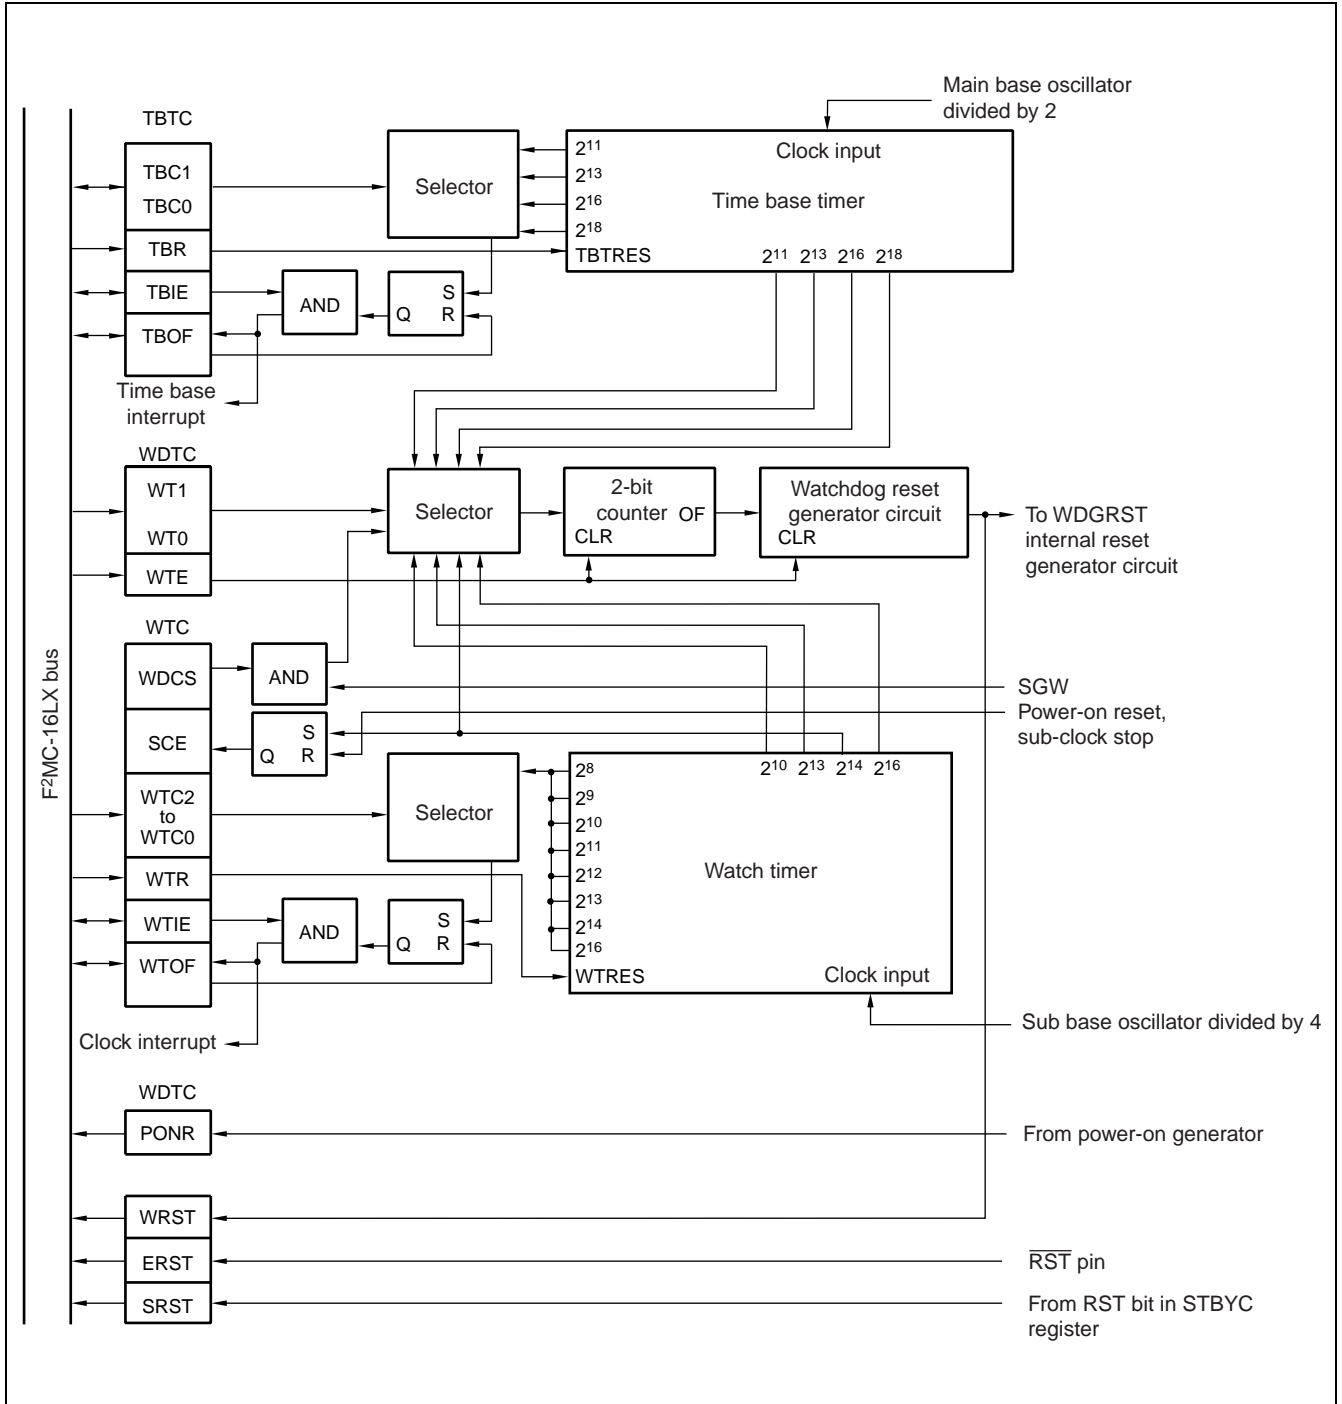 Main base oscillator
divided by 2
TBTC
TBC1
TBC0
TBR
TBIE
TBOF
Selector
2¹¹
2¹³
2¹⁶
2¹⁸
TBTRES
Clock input
Time base timer
2¹¹ 2¹³ 2¹⁶ 2¹⁸
AND
S
Q R
Time base
interrupt
WDTC
WT1
WT0
WTE
Selector
2-bit
counter OF
CLR
Watchdog reset
generator circuit
CLR
To WDGRST
internal reset
generator circuit
F²MC-16LX bus
WTC
WDCS
SCE
WTC2
to
WTC0
WTR
WTIE
WTOF
AND
SGW
Power-on reset,
sub-clock stop
S
Q R
Selector
2¹⁰ 2¹³ 2¹⁴ 2¹⁶
2⁸
2⁹
2¹⁰
2¹¹
2¹²
2¹³
2¹⁴
2¹⁶
WTRES
Watch timer
Clock input
AND
S
Q R
Clock interrupt
Sub base oscillator divided by 4
WDTC
PONR
From power-on generator
WRST
ERST
R̅S̅T̅ pin
SRST
From RST bit in STBYC
register